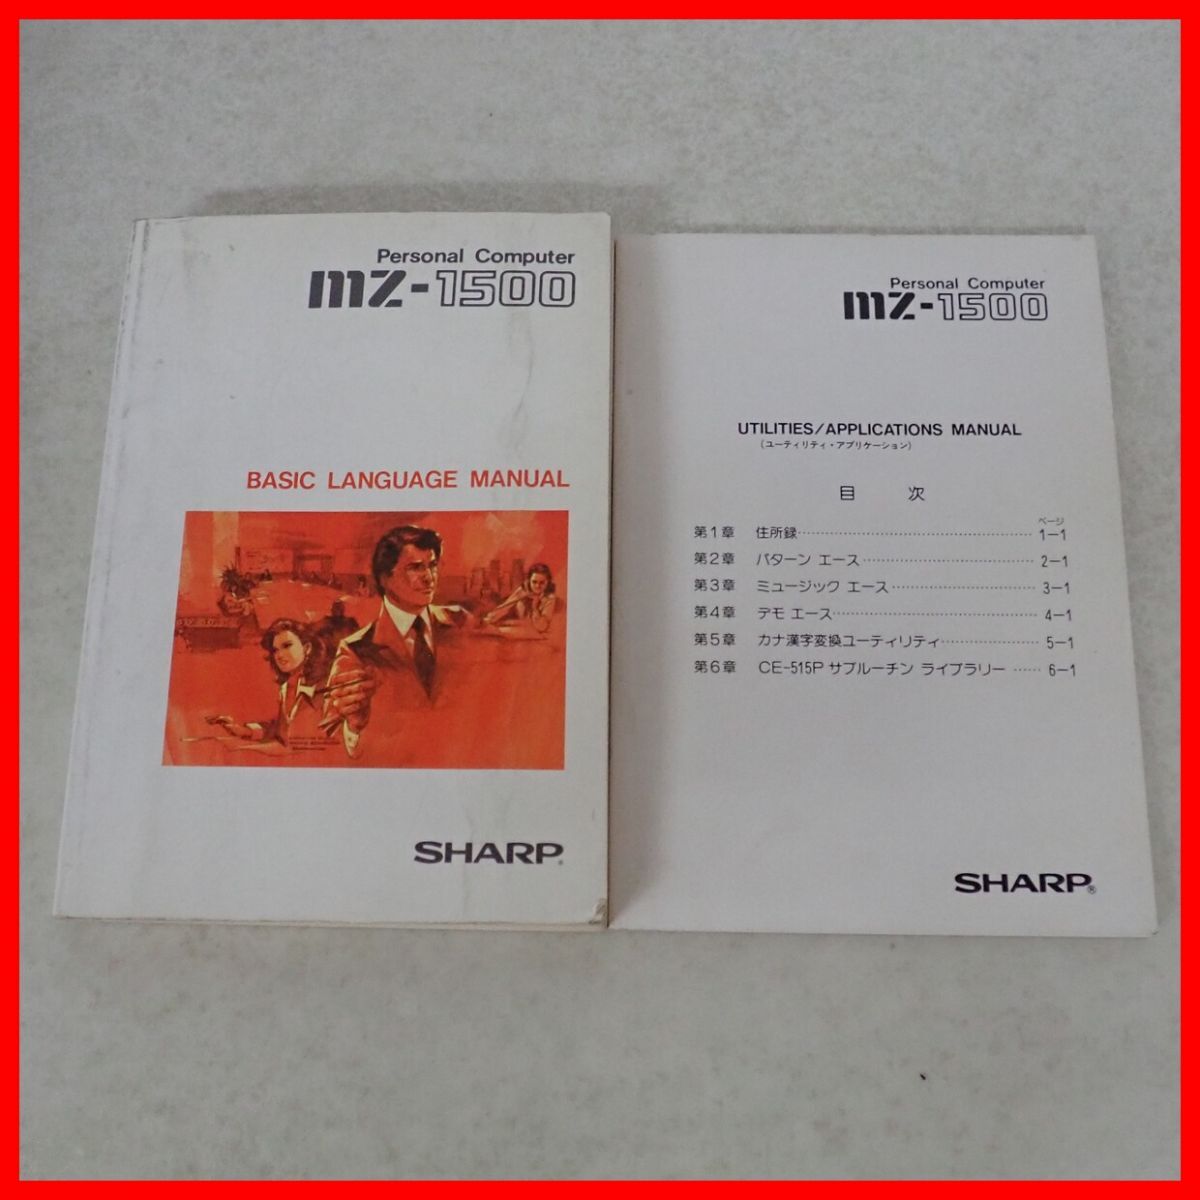 Personal Computer
MZ-1500
BASIC LANGUAGE MANUAL
SHARP
Personal Computer
MZ-1500
UTILITIES/APPLICATIONS MANUAL
(ユーティリティ・アプリケーション)
目 次
ページ
第1章 住所録…………………………………1-1
第2章 パターン エース…………………………2-1
第3章 ミュージック エース……………………3-1
第4章 デモ エース………………………………4-1
第5章 カナ漢字変換ユーティリティ……………5-1
第6章 CE-515P サブルーチン ライブラリー……6-1
SHARP®